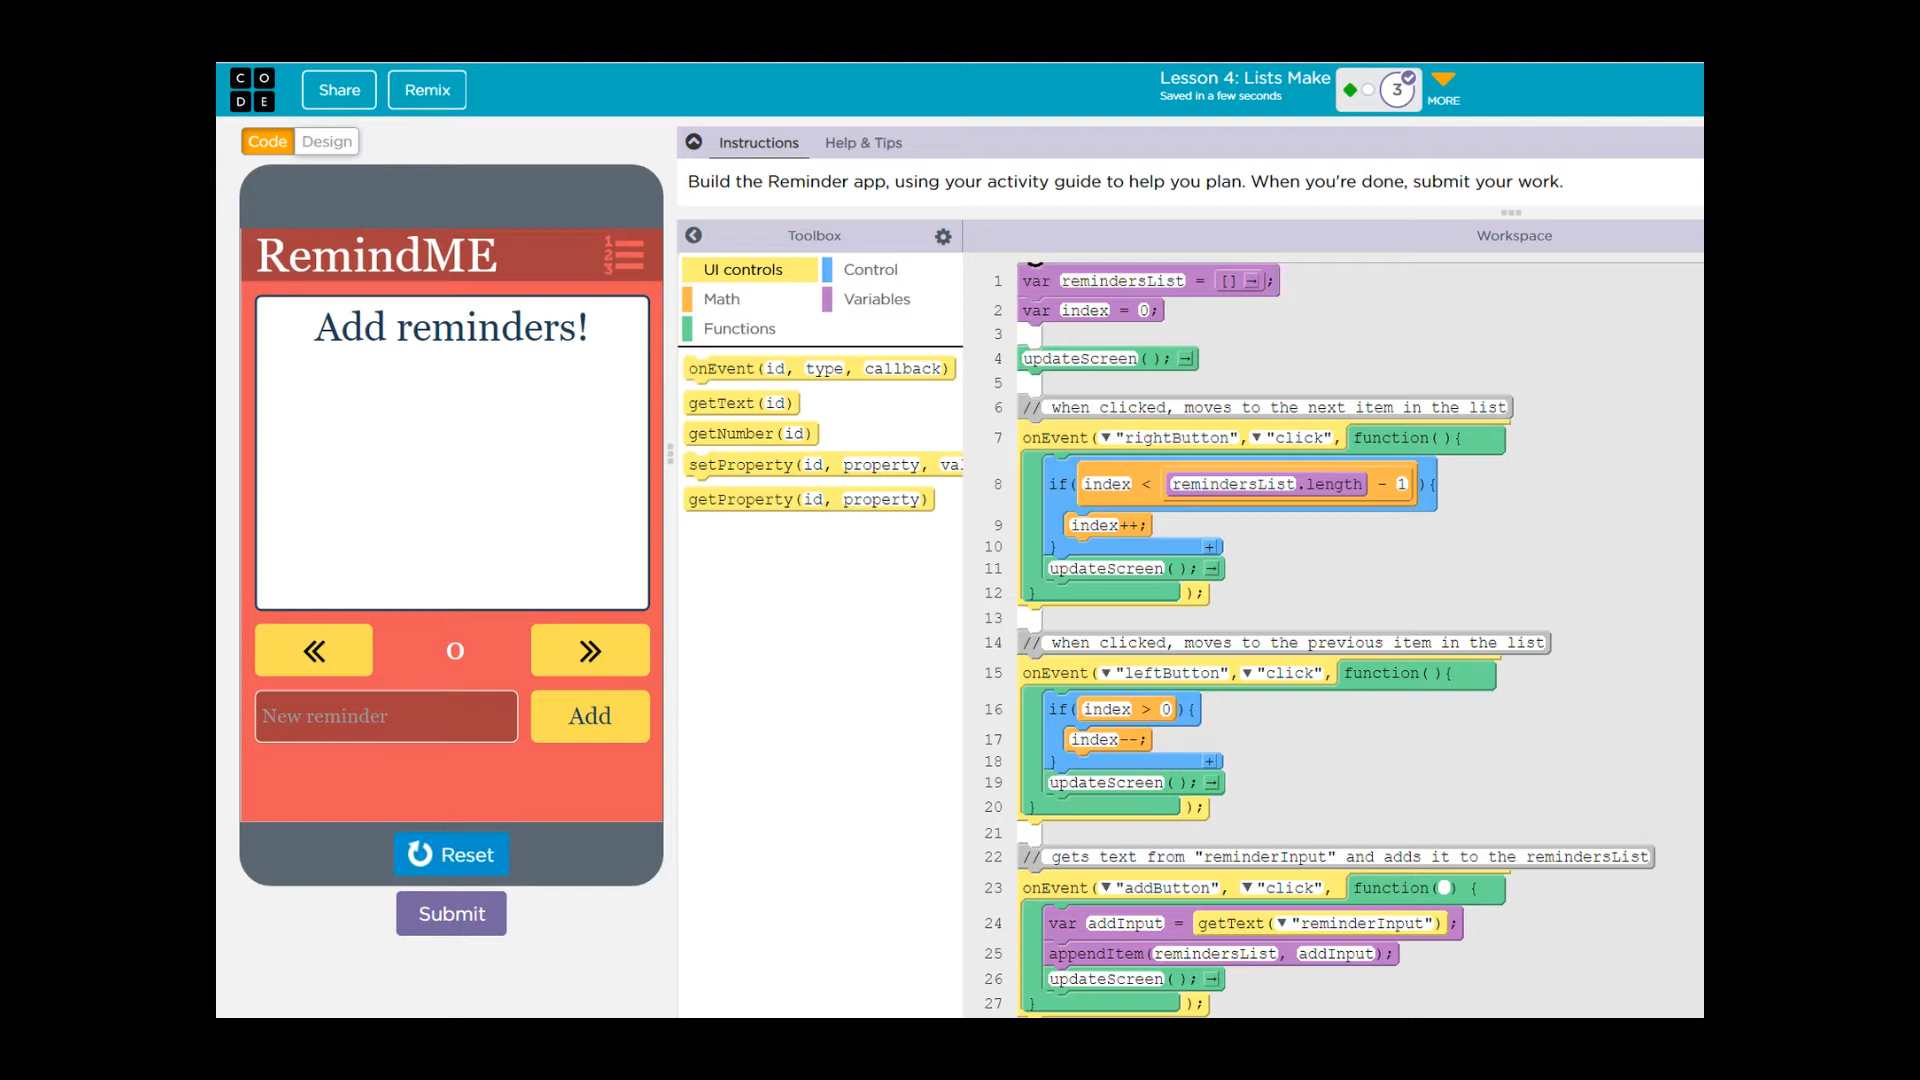 C O
D E
Share
Remix
Lesson 4: Lists Make
Saved in a few seconds
3
MORE
Code
Design
Instructions
Help & Tips
Build the Reminder app, using your activity guide to help you plan. When you're done, submit your work.
RemindME
1
2
3
Add reminders!
0
New reminder
Add
Reset
Submit
Toolbox
UI controls
Control
Math
Variables
Functions
onEvent(id, type, callback)
getText(id)
getNumber(id)
setProperty(id, property, val
getProperty(id, property)
Workspace
1 var remindersList = [];
2 var index = 0;
3
4 updateScreen();
5
6 // when clicked, moves to the next item in the list
7 onEvent("rightButton", "click", function(){
8 if(index < remindersList.length - 1){
9 index++;
10 }
11 updateScreen();
12 });
13
14 // when clicked, moves to the previous item in the list
15 onEvent("leftButton", "click", function(){
16 if(index > 0){
17 index--;
18 }
19 updateScreen();
20 });
21
22 // gets text from "reminderInput" and adds it to the remindersList
23 onEvent("addButton", "click", function() {
24 var addInput = getText("reminderInput");
25 appendItem(remindersList, addInput);
26 updateScreen();
27 });